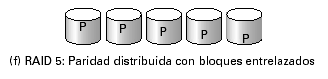 P P P P P
(f) RAID 5: Paridad distribuida con bloques entrelazados